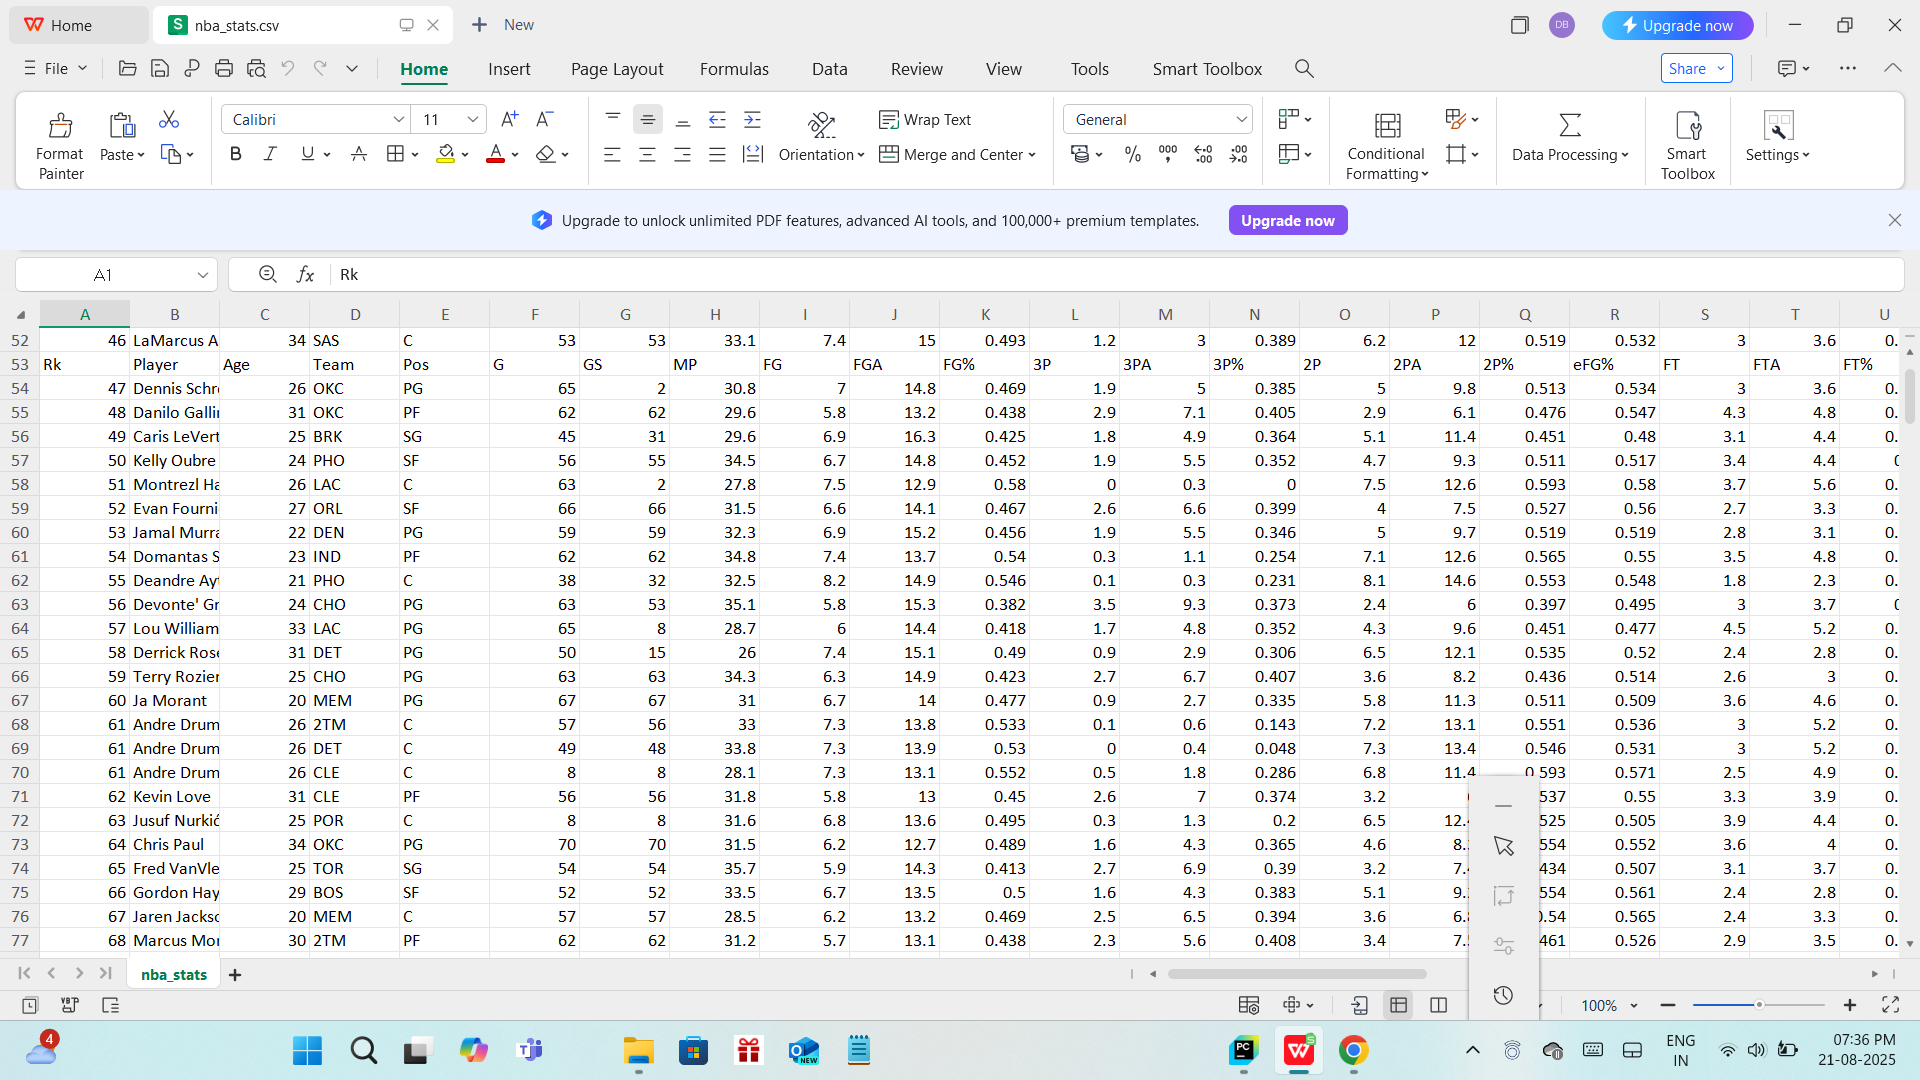 Home nba_stats.csv New DB Upgrade now
File Home Insert Page Layout Formulas Data Review View Tools Smart Toolbox Share
Calibri 11 Wrap Text General
Format Painter Paste Orientation Merge and Center Conditional Formatting Data Processing Smart Toolbox Settings
Upgrade to unlock unlimited PDF features, advanced AI tools, and 100,000+ premium templates. Upgrade now
A1 fx Rk
A B C D E F G H I J K L M N O P Q R S T U
52 46 LaMarcus A 34 SAS C 53 53 33.1 7.4 15 0.493 1.2 3 0.389 6.2 12 0.519 0.532 3 3.6 0.
53 Rk Player Age Team Pos G GS MP FG FGA FG% 3P 3PA 3P% 2P 2PA 2P% eFG% FT FTA FT%
54 47 Dennis Schr 26 OKC PG 65 2 30.8 7 14.8 0.469 1.9 5 0.385 5 9.8 0.513 0.534 3 3.6 0.
55 48 Danilo Galli 31 OKC PF 62 62 29.6 5.8 13.2 0.438 2.9 7.1 0.405 2.9 6.1 0.476 0.547 4.3 4.8 0.
56 49 Caris LeVert 25 BRK SG 45 31 29.6 6.9 16.3 0.425 1.8 4.9 0.364 5.1 11.4 0.451 0.48 3.1 4.4 0.
57 50 Kelly Oubre 24 PHO SF 56 55 34.5 6.7 14.8 0.452 1.9 5.5 0.352 4.7 9.3 0.511 0.517 3.4 4.4
58 51 Montrezl Ha 26 LAC C 63 2 27.8 7.5 12.9 0.58 0 0.3 0 7.5 12.6 0.593 0.58 3.7 5.6 0.
59 52 Evan Fourni 27 ORL SF 66 66 31.5 6.6 14.1 0.467 2.6 6.6 0.399 4 7.5 0.527 0.56 2.7 3.3 0.
60 53 Jamal Murra 22 DEN PG 59 59 32.3 6.9 15.2 0.456 1.9 5.5 0.346 5 9.7 0.519 0.519 2.8 3.1 0.
61 54 Domantas S 23 IND PF 62 62 34.8 7.4 13.7 0.54 0.3 1.1 0.254 7.1 12.6 0.565 0.55 3.5 4.8 0.
62 55 Deandre Ayt 21 PHO C 38 32 32.5 8.2 14.9 0.546 0.1 0.3 0.231 8.1 14.6 0.553 0.548 1.8 2.3 0.
63 56 Devonte' Gr 24 CHO PG 63 53 35.1 5.8 15.3 0.382 3.5 9.3 0.373 2.4 6 0.397 0.495 3 3.7
64 57 Lou William 33 LAC PG 65 8 28.7 6 14.4 0.418 1.7 4.8 0.352 4.3 9.6 0.451 0.477 4.5 5.2 0.
65 58 Derrick Rose 31 DET PG 50 15 26 7.4 15.1 0.49 0.9 2.9 0.306 6.5 12.1 0.535 0.52 2.4 2.8 0.
66 59 Terry Rozier 25 CHO PG 63 63 34.3 6.3 14.9 0.423 2.7 6.7 0.407 3.6 8.2 0.436 0.514 2.6 3 0.
67 60 Ja Morant 20 MEM PG 67 67 31 6.7 14 0.477 0.9 2.7 0.335 5.8 11.3 0.511 0.509 3.6 4.6 0.
68 61 Andre Drum 26 2TM C 57 56 33 7.3 13.8 0.533 0.1 0.6 0.143 7.2 13.1 0.551 0.536 3 5.2 0.
69 61 Andre Drum 26 DET C 49 48 33.8 7.3 13.9 0.53 0 0.4 0.048 7.3 13.4 0.546 0.531 3 5.2 0.
70 61 Andre Drum 26 CLE C 8 8 28.1 7.3 13.1 0.552 0.5 1.8 0.286 6.8 11.4 0.593 0.571 2.5 4.9 0.
71 62 Kevin Love 31 CLE PF 56 56 31.8 5.8 13 0.45 2.6 7 0.374 3.2 537 0.55 3.3 3.9 0.
72 63 Jusuf Nurkić 25 POR C 8 8 31.6 6.8 13.6 0.495 0.3 1.3 0.2 6.5 12. 525 0.505 3.9 4.4 0.
73 64 Chris Paul 34 OKC PG 70 70 31.5 6.2 12.7 0.489 1.6 4.3 0.365 4.6 8. 554 0.552 3.6 4 0.
74 65 Fred VanVle 25 TOR SG 54 54 35.7 5.9 14.3 0.413 2.7 6.9 0.39 3.2 7. 434 0.507 3.1 3.7 0.
75 66 Gordon Hay 29 BOS SF 52 52 33.5 6.7 13.5 0.5 1.6 4.3 0.383 5.1 9. 554 0.561 2.4 2.8 0.
76 67 Jaren Jackso 20 MEM C 57 57 28.5 6.2 13.2 0.469 2.5 6.5 0.394 3.6 6. .54 0.565 2.4 3.3 0.
77 68 Marcus Mor 30 2TM PF 62 62 31.2 5.7 13.1 0.438 2.3 5.6 0.408 3.4 7. 461 0.526 2.9 3.5 0.
nba_stats
100%
4 ENG IN 07:36 PM 21-08-2025